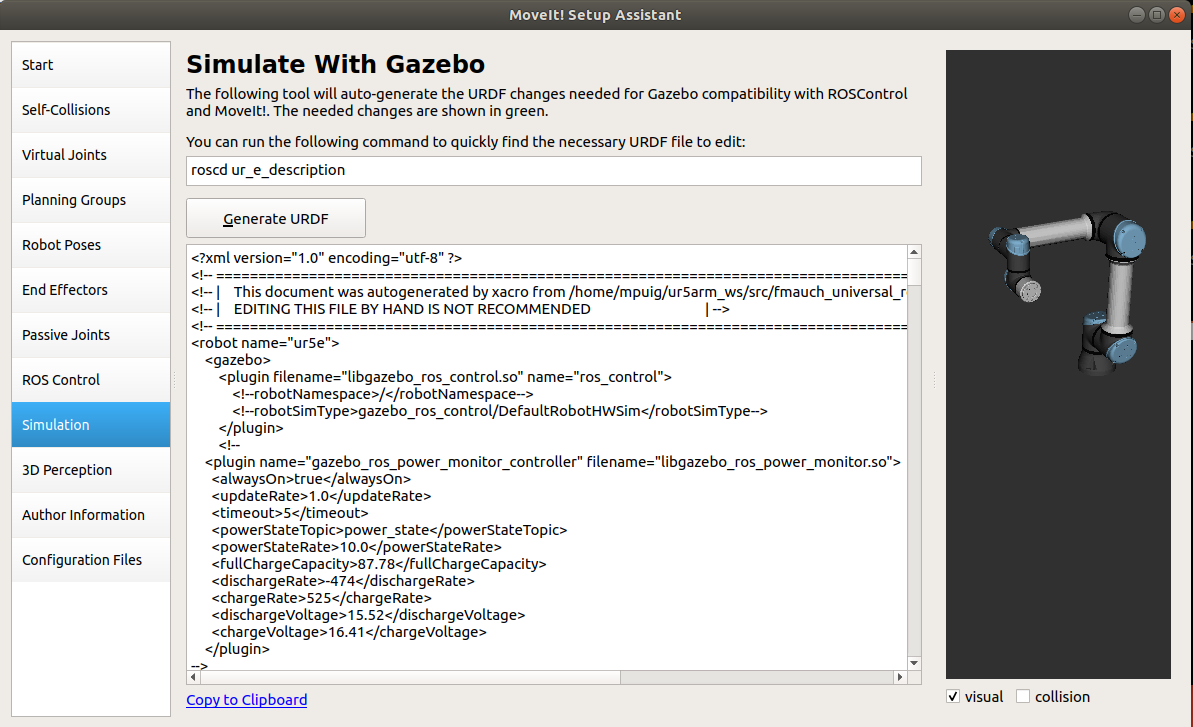 MoveIt! Setup Assistant
Start
Self-Collisions
Virtual Joints
Planning Groups
Robot Poses
End Effectors
Passive Joints
ROS Control
Simulation
3D Perception
Author Information
Configuration Files
Simulate With Gazebo
The following tool will auto-generate the URDF changes needed for Gazebo compatibility with ROSControl
and MoveIt!. The needed changes are shown in green.
You can run the following command to quickly find the necessary URDF file to edit:
roscd ur_e_description
Generate URDF
<?xml version="1.0" encoding="utf-8" ?>
<!-- ===================================================================================
<!-- |    This document was autogenerated by xacro from /home/mpuig/ur5arm_ws/src/fmauch_universal_r
<!-- |    EDITING THIS FILE BY HAND IS NOT RECOMMENDED                            | -->
<!-- ===================================================================================
<robot name="ur5e">
<gazebo>
<plugin filename="libgazebo_ros_control.so" name="ros_control">
<!--robotNamespace>/</robotNamespace-->
<!--robotSimType>gazebo_ros_control/DefaultRobotHWSim</robotSimType-->
</plugin>
<!--
<plugin name="gazebo_ros_power_monitor_controller" filename="libgazebo_ros_power_monitor.so">
<alwaysOn>true</alwaysOn>
<updateRate>1.0</updateRate>
<timeout>5</timeout>
<powerStateTopic>power_state</powerStateTopic>
<powerStateRate>10.0</powerStateRate>
<fullChargeCapacity>87.78</fullChargeCapacity>
<dischargeRate>-474</dischargeRate>
<chargeRate>525</chargeRate>
<dischargeVoltage>15.52</dischargeVoltage>
<chargeVoltage>16.41</chargeVoltage>
</plugin>
-->
Copy to Clipboard
visual
collision